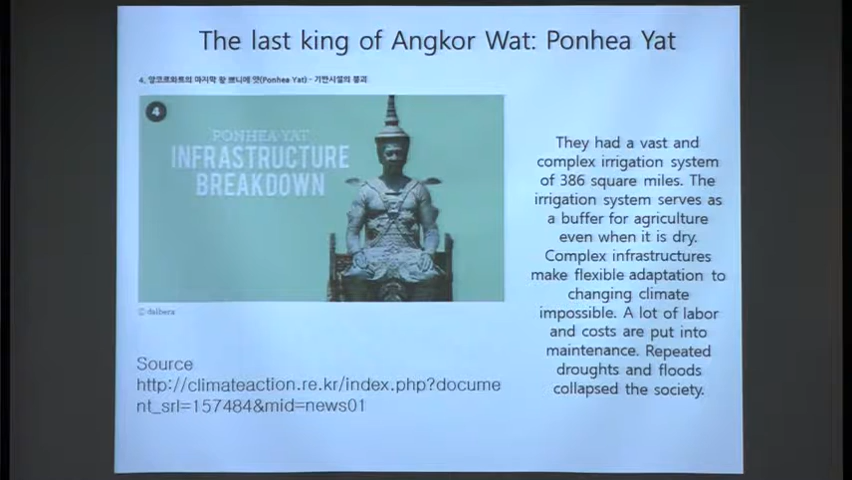 The last king of Angkor Wat: Ponhea Yat
4. 앙코르와트의 마지막 왕 뽀니에 얏(Ponhea Yat) - 기반시설의 붕괴
4
PONHEA YAT
INFRASTRUCTURE
BREAKDOWN
They had a vast and
complex irrigation system
of 386 square miles. The
irrigation system serves as
a buffer for agriculture
even when it is dry.
Complex infrastructures
make flexible adaptation to
changing climate
impossible. A lot of labor
and costs are put into
maintenance. Repeated
droughts and floods
collapsed the society.
ⓒ dalbera
Source
http://climateaction.re.kr/index.php?docume
nt_srl=157484&mid=news01